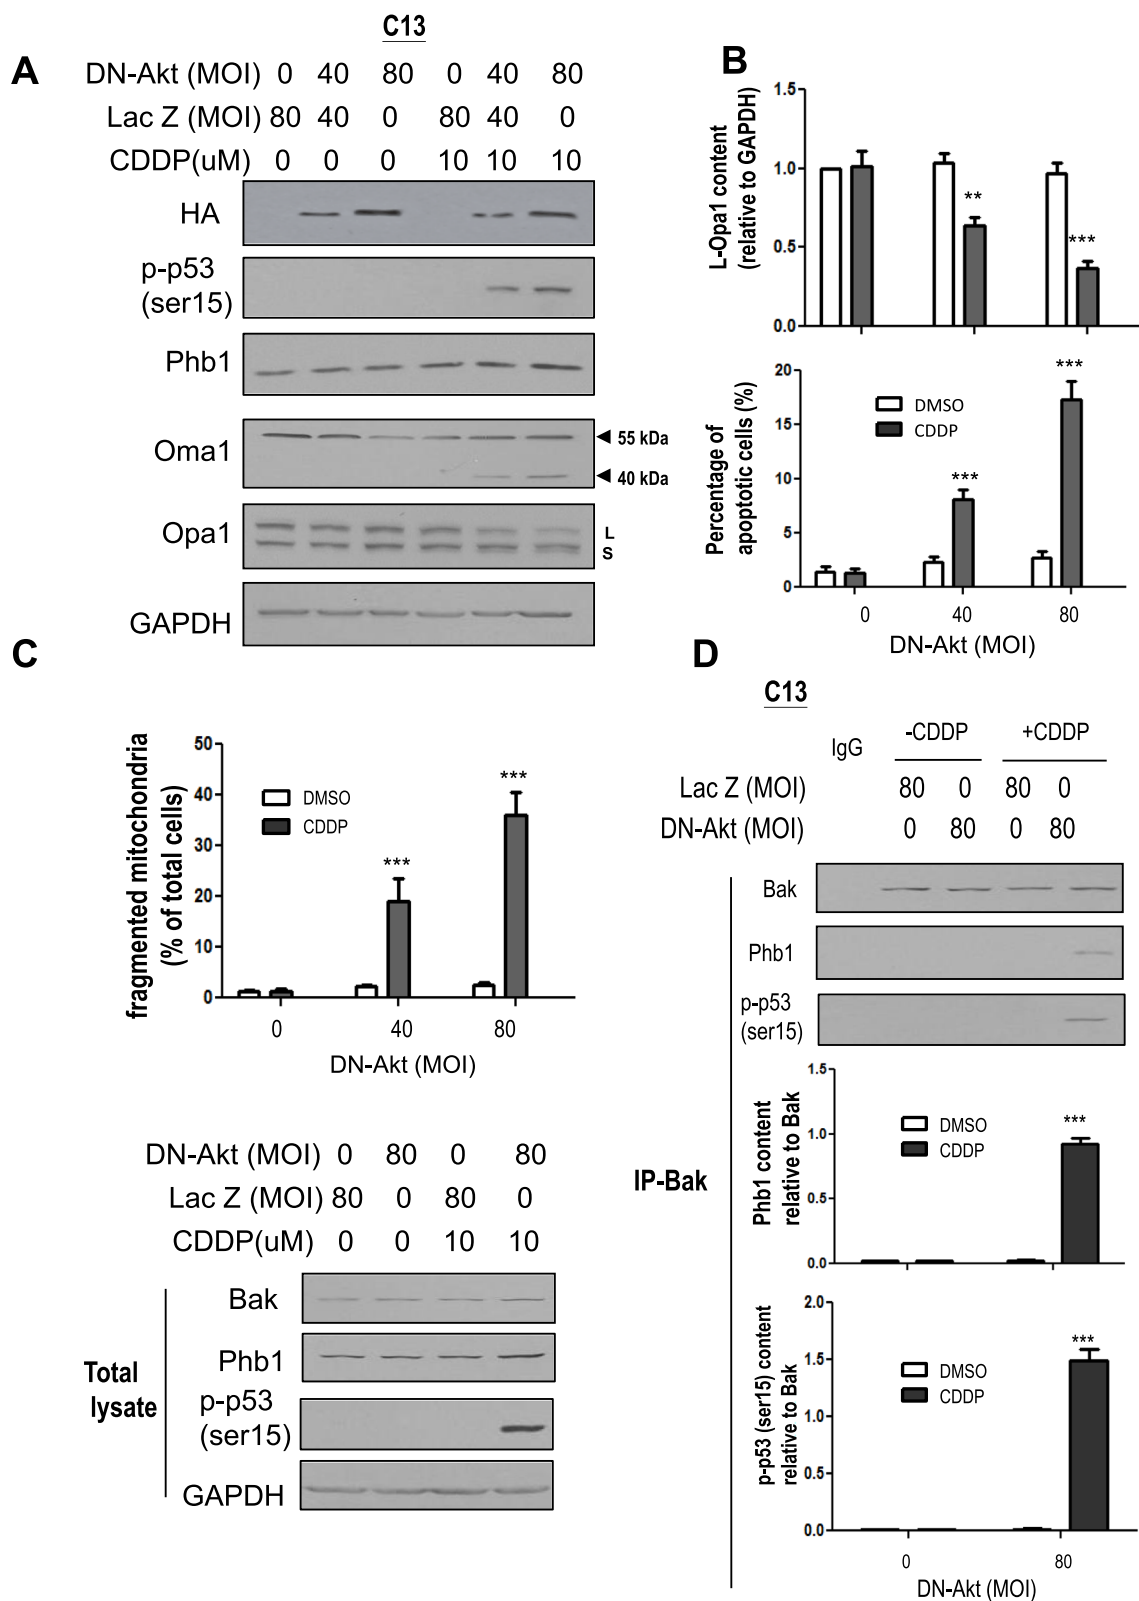 C13
A
DN-Akt (MOI) 0 40 80 0 40 80
Lac Z (MOI) 80 40 0 80 40 0
CDDP(uM) 0 0 0 10 10 10
HA
p-p53
(ser15)
Phb1
Oma1
55 kDa
40 kDa
Opa1
L
S
GAPDH
B
L-Opa1 content
(relative to GAPDH)
1.5
1.0
0.5
0.0
**
***
Percentage of
apoptotic cells (%)
20
15
10
5
0
DMSO
CDDP
***
***
0 40 80
DN-Akt (MOI)
C
fragmented mitochondria
(% of total cells)
50
40
30
20
10
0
DMSO
CDDP
***
***
0 40 80
DN-Akt (MOI)
DN-Akt (MOI) 0 80 0 80
Lac Z (MOI) 80 0 80 0
CDDP(uM) 0 0 10 10
Total
lysate
Bak
Phb1
p-p53
(ser15)
GAPDH
D
C13
IgG -CDDP +CDDP
Lac Z (MOI) 80 0 80 0
DN-Akt (MOI) 0 80 0 80
IP-Bak
Bak
Phb1
p-p53
(ser15)
Phb1 content
relative to Bak
1.5
1.0
0.5
0.0
DMSO
CDDP
***
p-p53 (ser15) content
relative to Bak
2.0
1.5
1.0
0.5
0.0
DMSO
CDDP
***
0 80
DN-Akt (MOI)